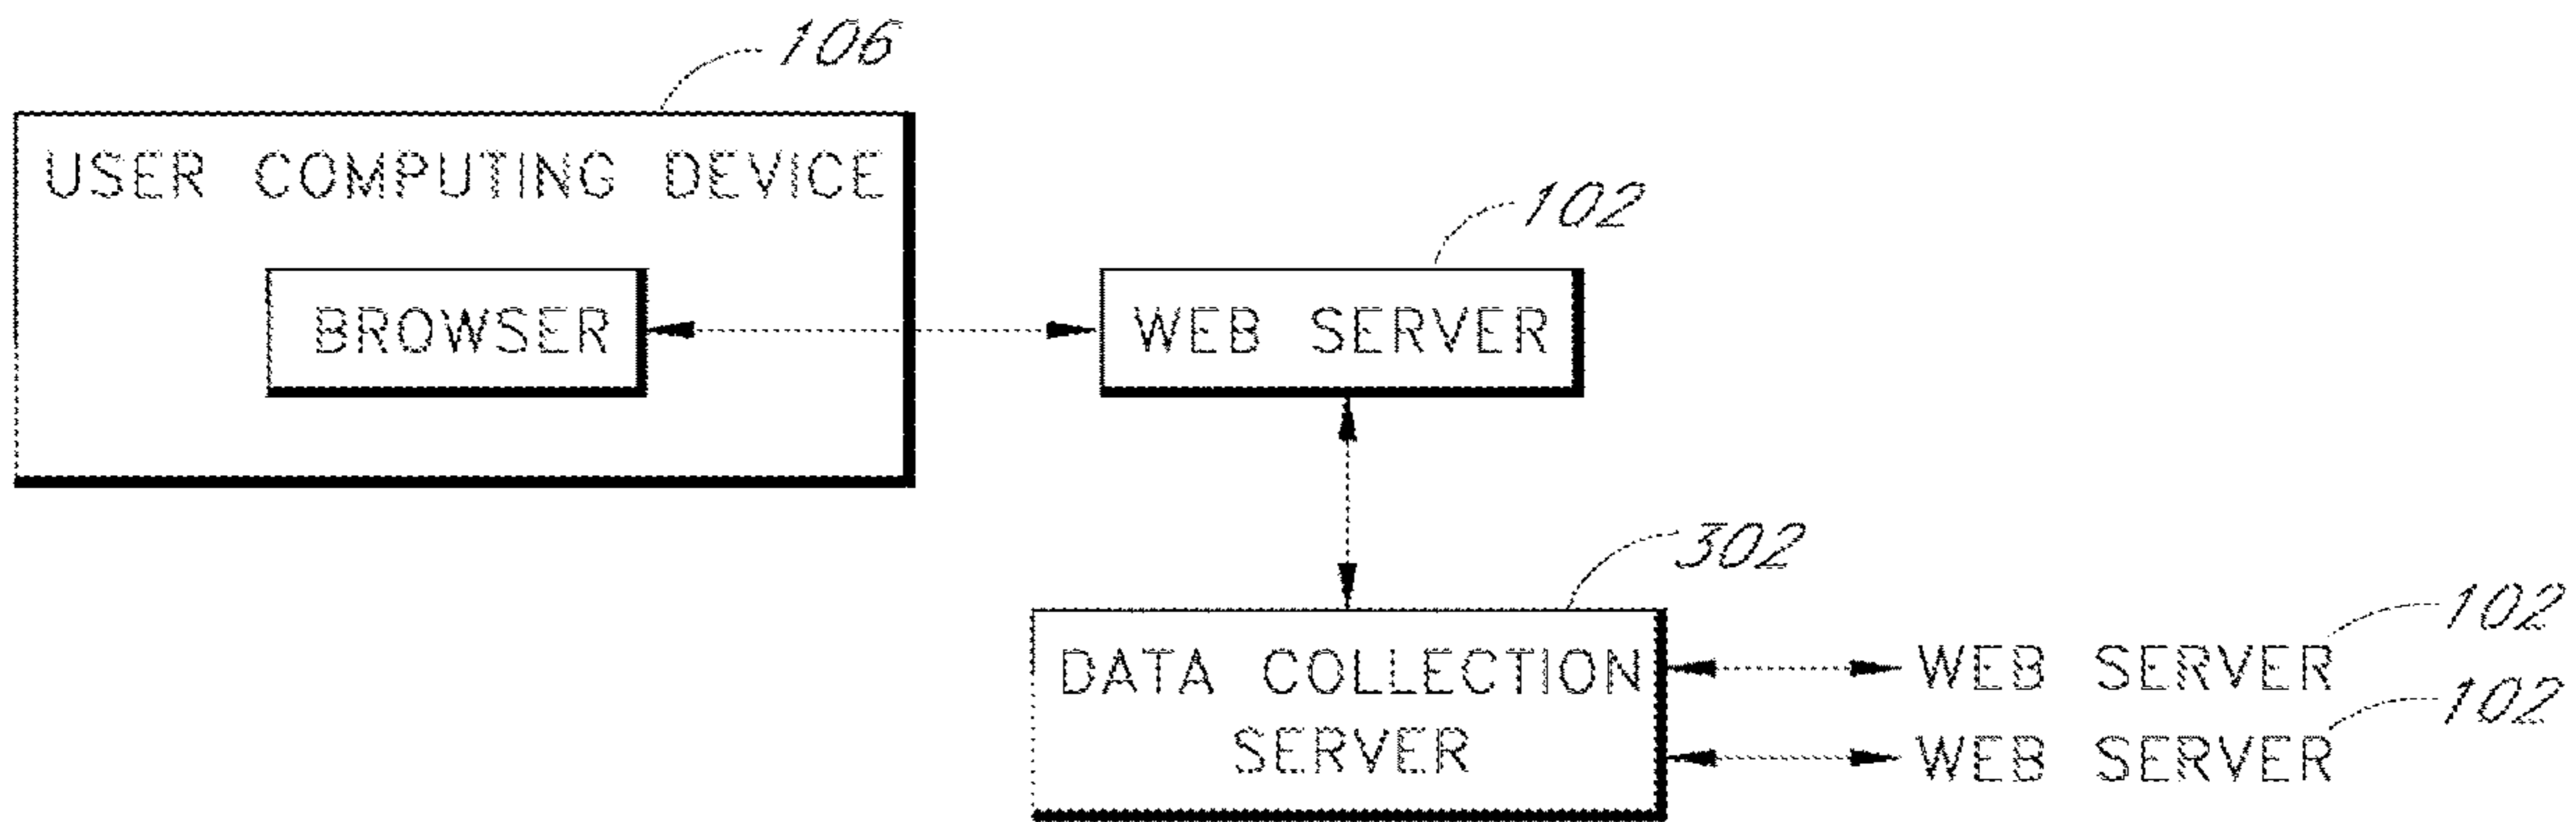 106
USER COMPUTING DEVICE
102
BROWSER
WEB SERVER
302
102
DATA COLLECTION
WEB SERVER
102
SERVER
WEB SERVER